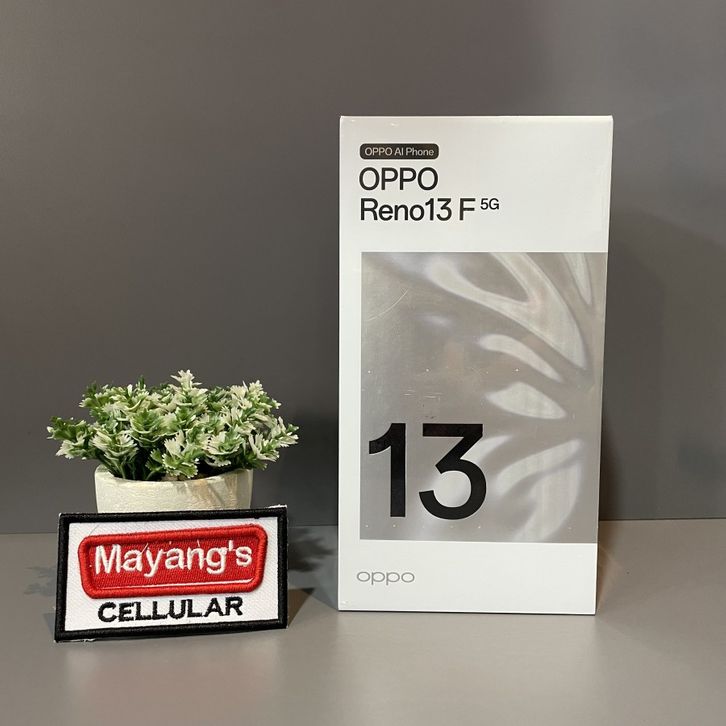 OPPO AI Phone
OPPO
Reno13 F 5G
13
oppo
Mayang's
CELLULAR